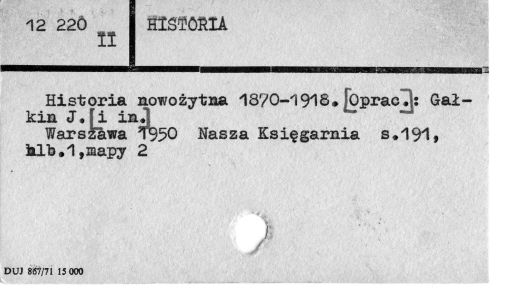 12 220
II
HISTORIA
Historia nowożytna 1870-1918.[Oprac.]: Gał-
kin J.[i in.]
Warszawa 1950 Nasza Księgarnia s.191,
nlb.1,mapy 2
DUJ 867/71 15 000